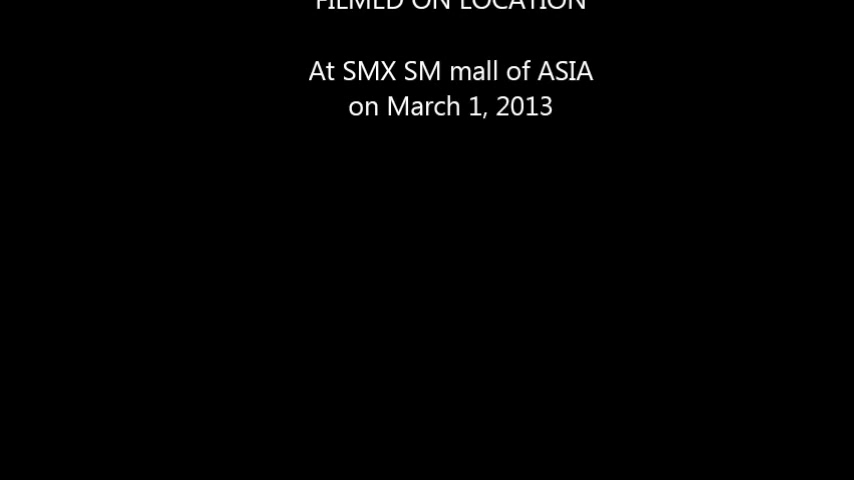 FILMED ON LOCATION
At SMX SM mall of ASIA
on March 1, 2013